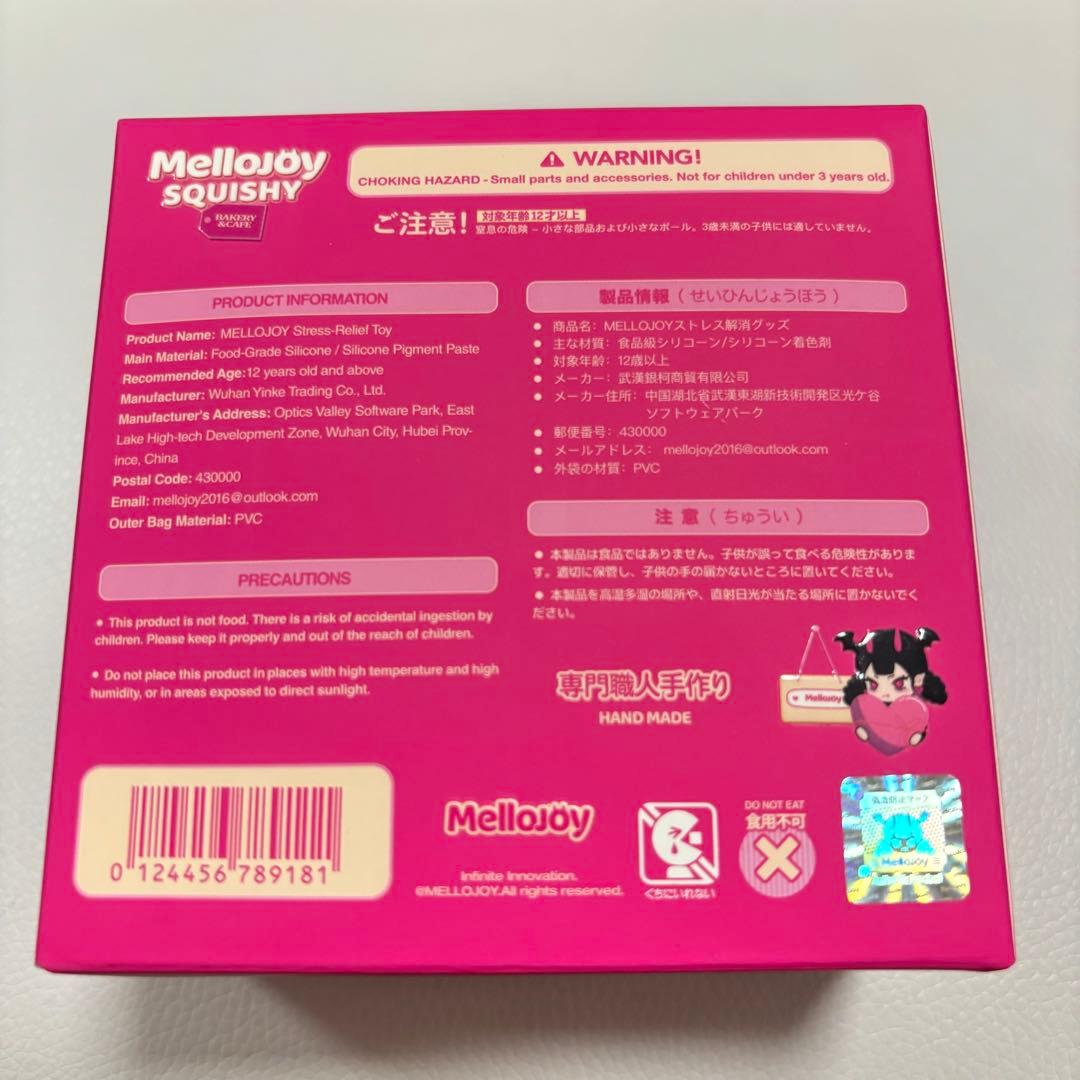 MelloJoy
SQUISHY
BAKERY
&CAFE
⚠ WARNING!
CHOKING HAZARD - Small parts and accessories. Not for children under 3 years old.
ご注意!
対象年齢12才以上
窒息の危険 – 小さな部品および小さなボール。3歳未満の子供には適していません。
PRODUCT INFORMATION
Product Name: MELLOJOY Stress-Relief Toy
Main Material: Food-Grade Silicone / Silicone Pigment Paste
Recommended Age:12 years old and above
Manufacturer: Wuhan Yinke Trading Co., Ltd.
Manufacturer's Address: Optics Valley Software Park, East
Lake High-tech Development Zone, Wuhan City, Hubei Prov-
ince, China
Postal Code: 430000
Email: mellojoy2016@outlook.com
Outer Bag Material: PVC
PRECAUTIONS
• This product is not food. There is a risk of accidental ingestion by
children. Please keep it properly and out of the reach of children.
• Do not place this product in places with high temperature and high
humidity, or in areas exposed to direct sunlight.
製品情報（せいひんじょうほう）
• 商品名: MELLOJOYストレス解消グッズ
• 主な材質: 食品級シリコーン/シリコーン着色剤
• 対象年齢: 12歳以上
• メーカー: 武漢銀柯商貿有限公司
• メーカー住所: 中国湖北省武漢東湖新技術開発区光ケ谷
ソフトウェアパーク
• 郵便番号: 430000
• メールアドレス: mellojoy2016@outlook.com
• 外袋の材質: PVC
注意（ちゅうい）
• 本製品は食品ではありません。子供が誤って食べる危険性がありま
す。適切に保管し、子供の手の届かないところに置いてください。
• 本製品を高温多湿の場所や、直射日光が当たる場所に置かないでく
ださい。
専門職人手作り
HAND MADE
Mellojoy
0 124456 789181
MelloJoy
Infinite Innovation.
©MELLOJOY.All rights reserved.
くちにいれない
DO NOT EAT
食用不可
偽造防止マーク
MelloJoy